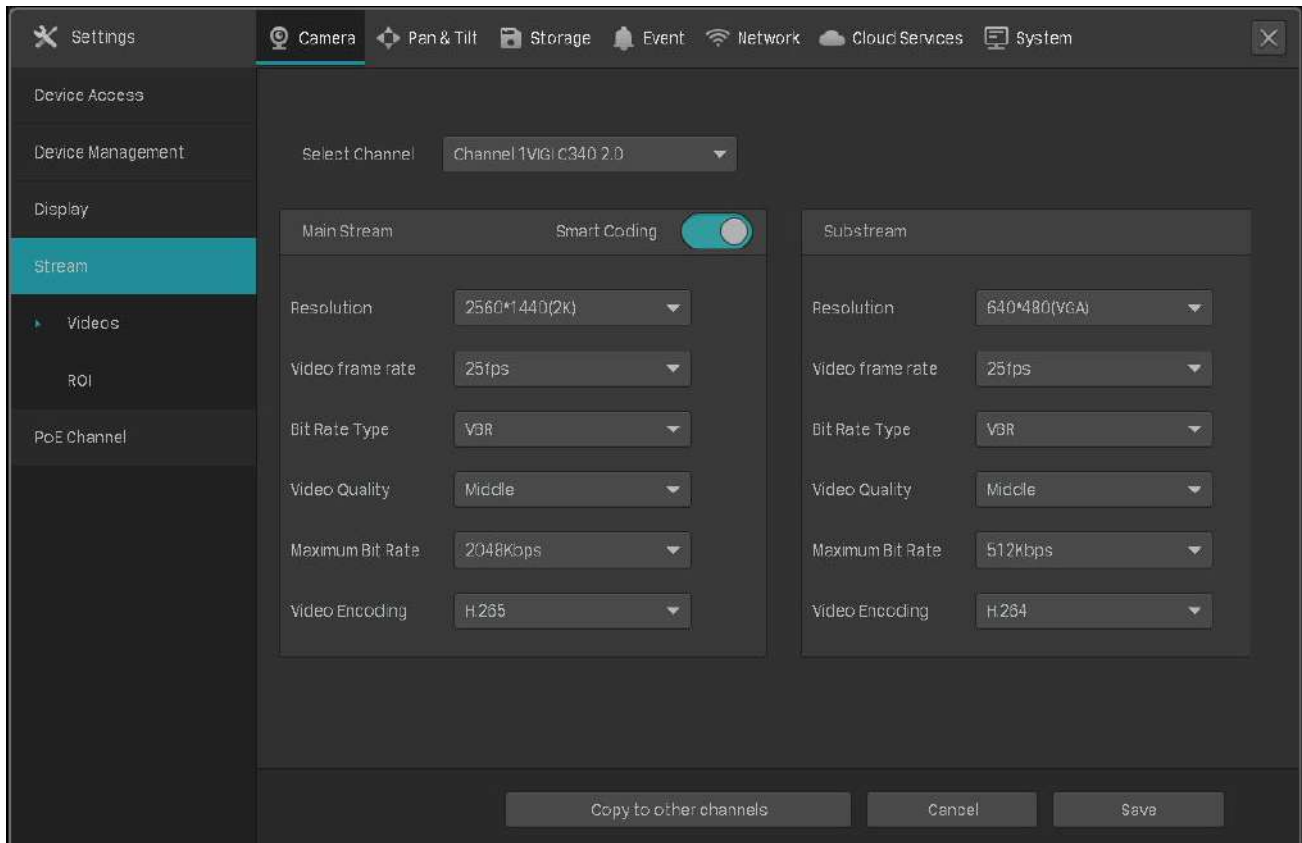 Settings
Camera Pan & Tilt Storage Event Network Cloud Services System
Device Access
Device Management
Display
Stream
Videos
ROI
PoE Channel
Select Channel Channel 1VIGI C340 2.0
Main Stream Smart Coding
Resolution 2560*1440(2K)
Video frame rate 25fps
Bit Rate Type VBR
Video Quality Middle
Maximum Bit Rate 2048Kbps
Video Encoding H.265
Substream
Resolution 640*480(VGA)
Video frame rate 25fps
Bit Rate Type VBR
Video Quality Middle
Maximum Bit Rate 512Kbps
Video Encoding H.264
Copy to other channels Cancel Save